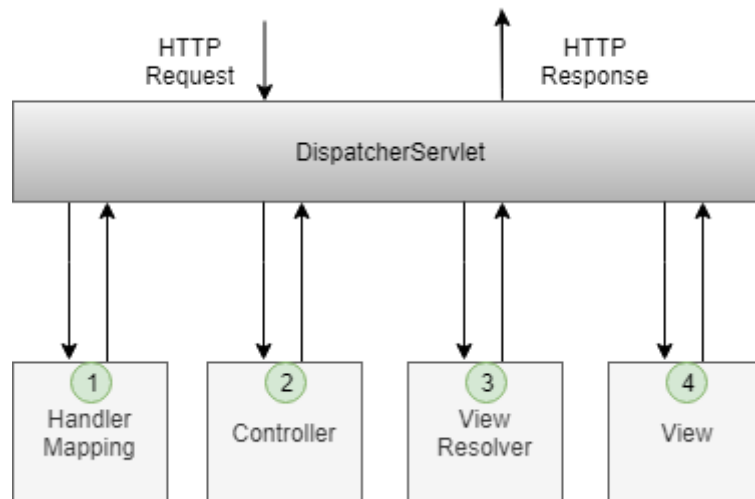 HTTP
Request
HTTP
Response
DispatcherServlet
1
Handler
Mapping
2
Controller
3
View
Resolver
4
View